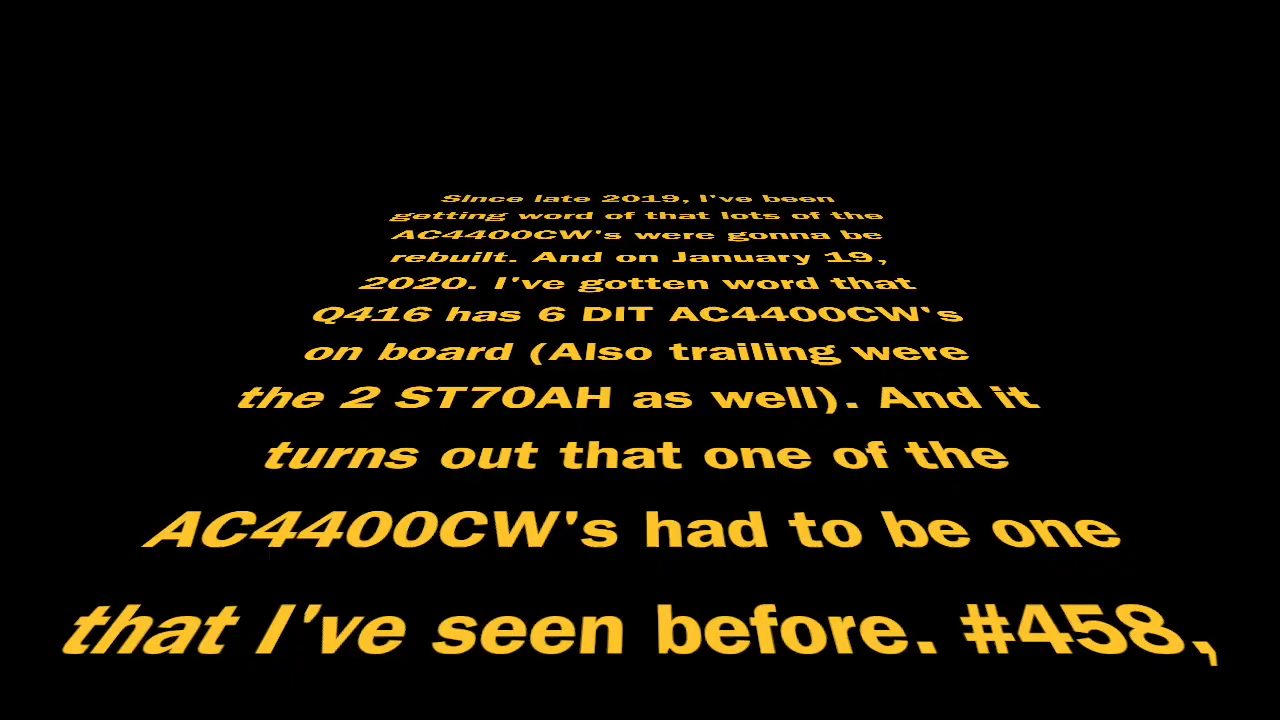 Since late 2019, I've been
getting word of that lots of the
AC4400CW's were gonna be
rebuilt. And on January 19,
2020. I've gotten word that
Q416 has 6 DIT AC4400CW's
on board (Also trailing were
the 2 ST70AH as well). And it
turns out that one of the
AC4400CW's had to be one
that I've seen before. #458,